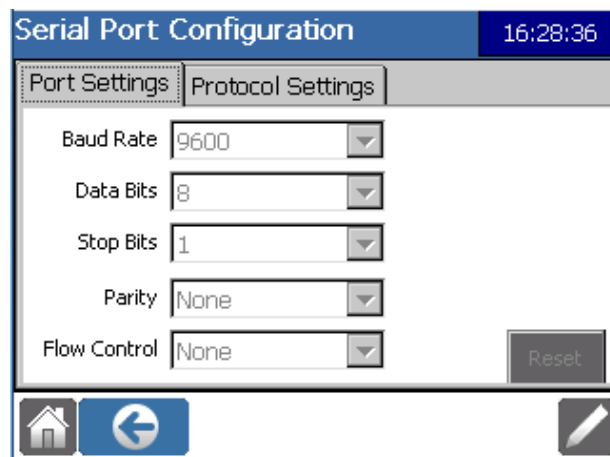 Serial Port Configuration 16:28:36
Port Settings Protocol Settings
Baud Rate 9600
Data Bits 8
Stop Bits 1
Parity None
Flow Control None
Reset